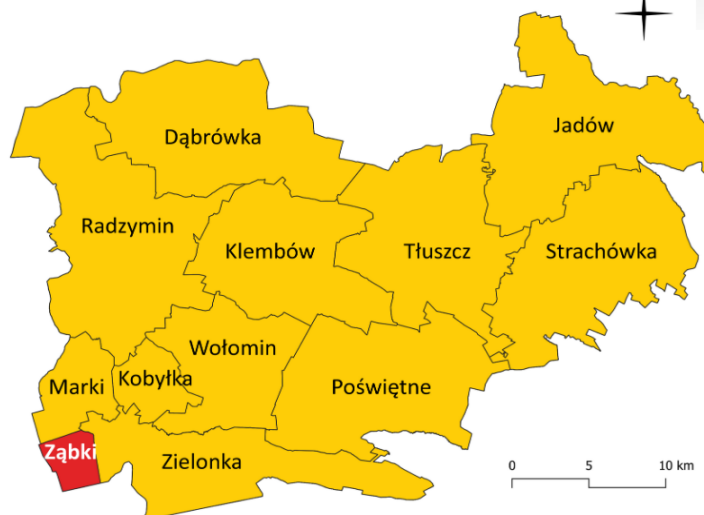 Jadów
Dąbrówka
Radzymin
Klembów
Tłuszcz
Strachówka
Wołomin
Marki
Kobyłka
Poświętne
Ząbki
Zielonka
0 5 10 km